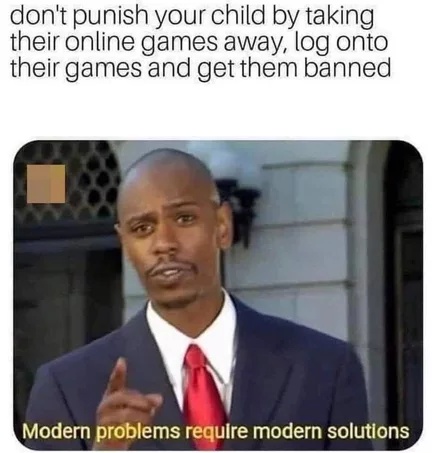 don't punish your child by taking
their online games away, log onto
their games and get them banned
Modern problems require modern solutions